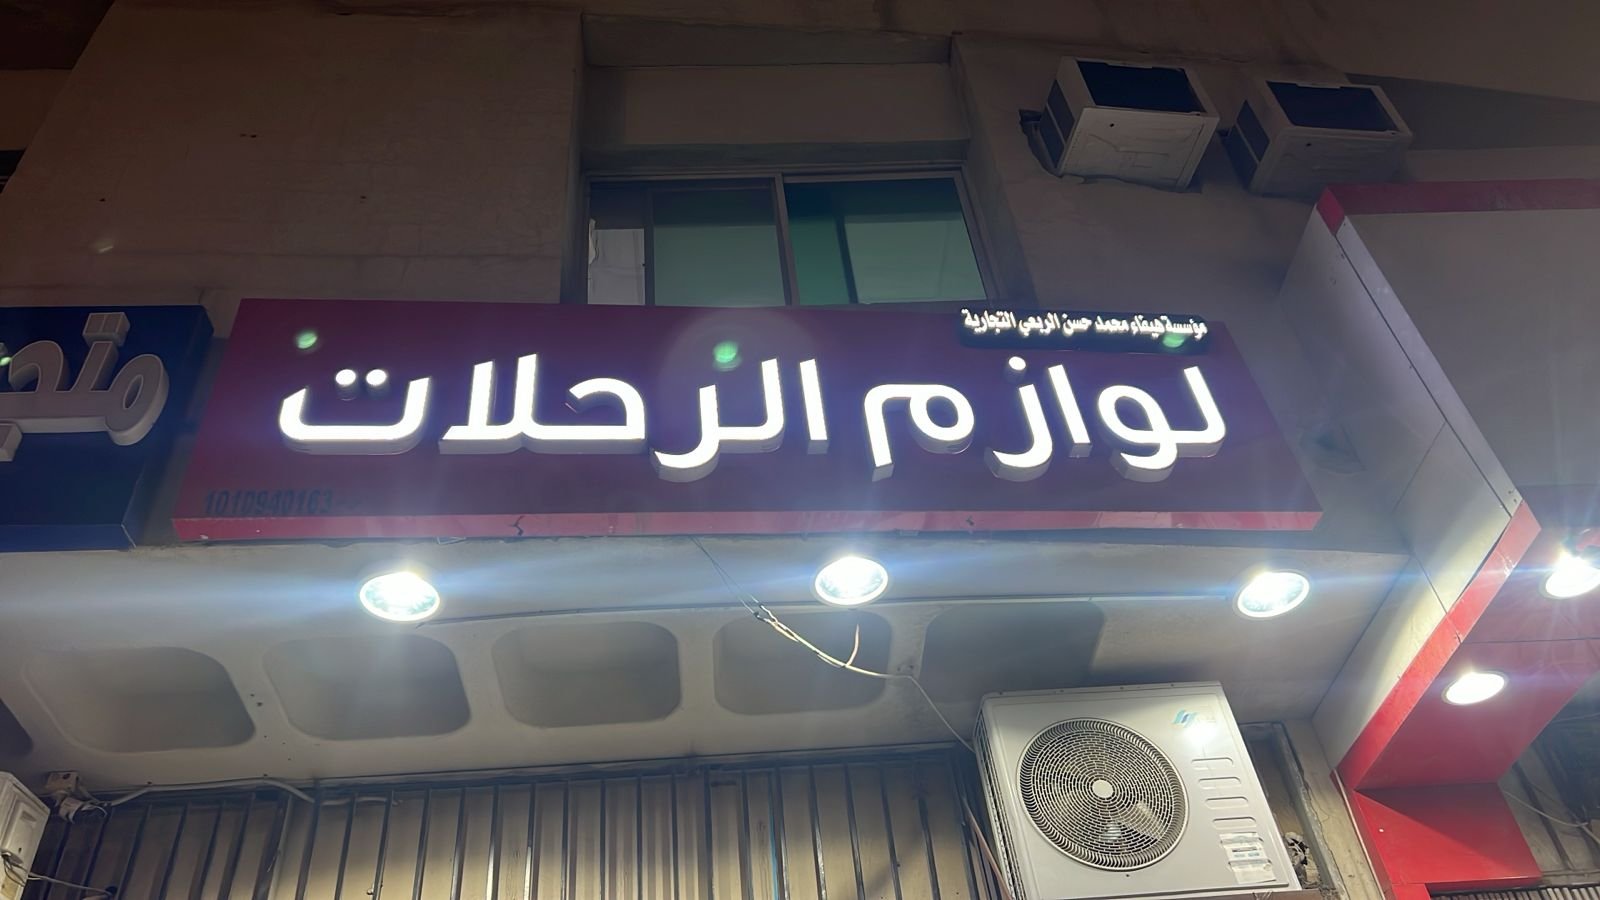 مؤسسة هيفاء محمد حسن الربعي التجارية
لوازم الرحلات
1010940163